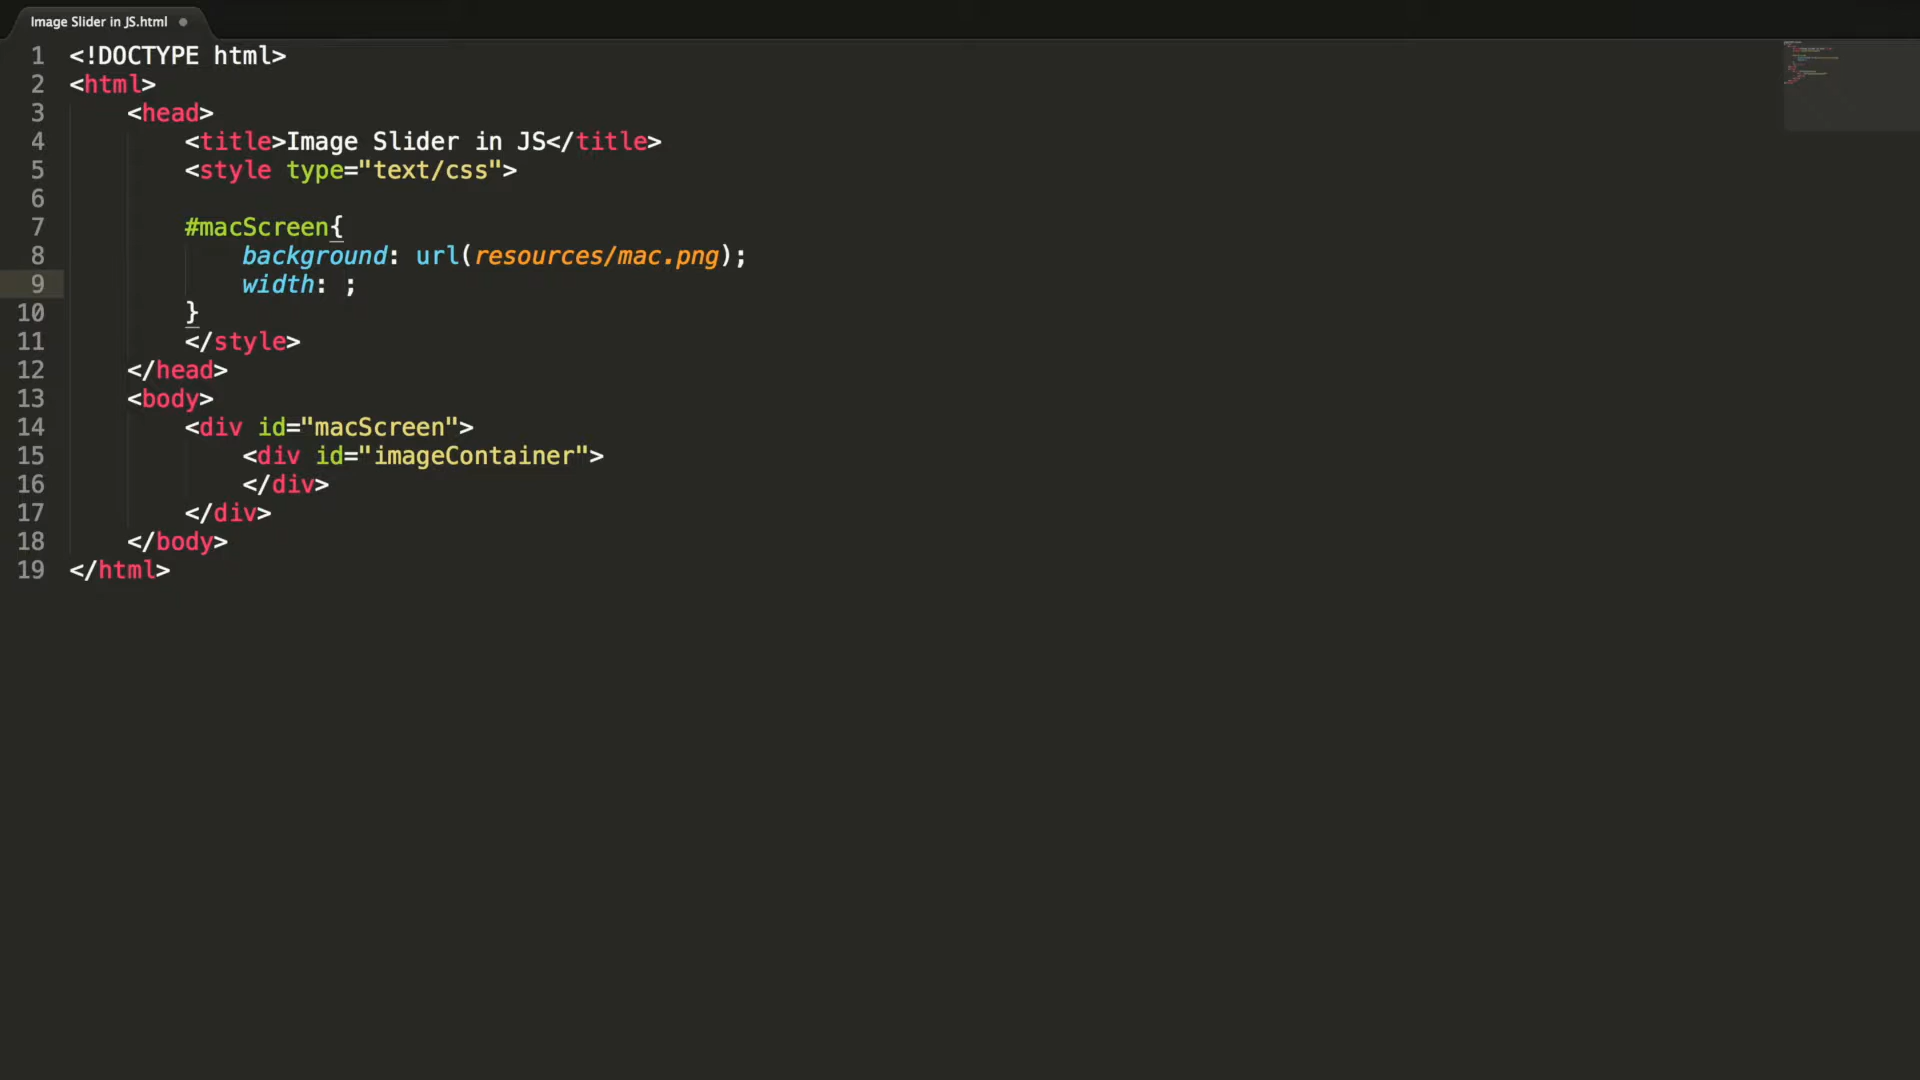 Image Slider in JS.html
1 <!DOCTYPE html>
2 <html>
3 <head>
4 <title>Image Slider in JS</title>
5 <style type="text/css">
6
7 #macScreen{
8 background: url(resources/mac.png);
9 width: ;
10 }
11 </style>
12 </head>
13 <body>
14 <div id="macScreen">
15 <div id="imageContainer">
16 </div>
17 </div>
18 </body>
19 </html>